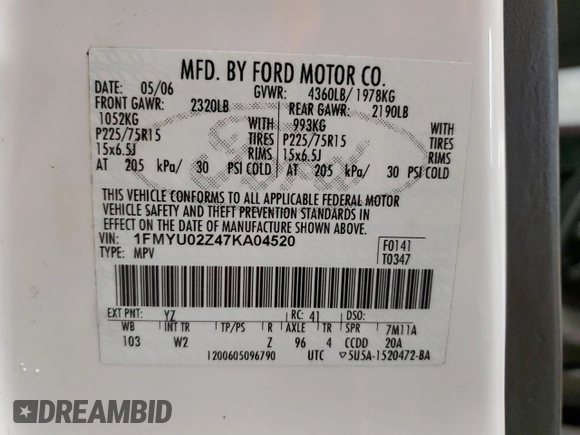 MFD. BY FORD MOTOR CO.
DATE: 05/06 GVWR: 4360LB/ 1978KG
FRONT GAWR: 2320LB REAR GAWR: 2190LB
1052KG WITH 993KG WITH
P225/75R15 TIRES P225/75R15 TIRES
15x6.5J RIMS 15x6.5J RIMS
AT 205 kPa/ 30 PSI COLD AT 205 kPa/ 30 PSI COLD
THIS VEHICLE CONFORMS TO ALL APPLICABLE FEDERAL MOTOR
VEHICLE SAFETY AND THEFT PREVENTION STANDARDS IN
EFFECT ON THE DATE OF MANUFACTURE SHOWN ABOVE.
VIN: 1FMYU02Z47KA04520 F0141
TYPE: MPV T0347
EXT PNT: YZ RC: 41 DSO:
WB INT TR TP/PS R AXLE TR SPR 7M11A
103 W2 Z 96 4 CCDD 20A
1200605096790 UTC ▽5U5A-1520472-BA
Ford
DREAMBID